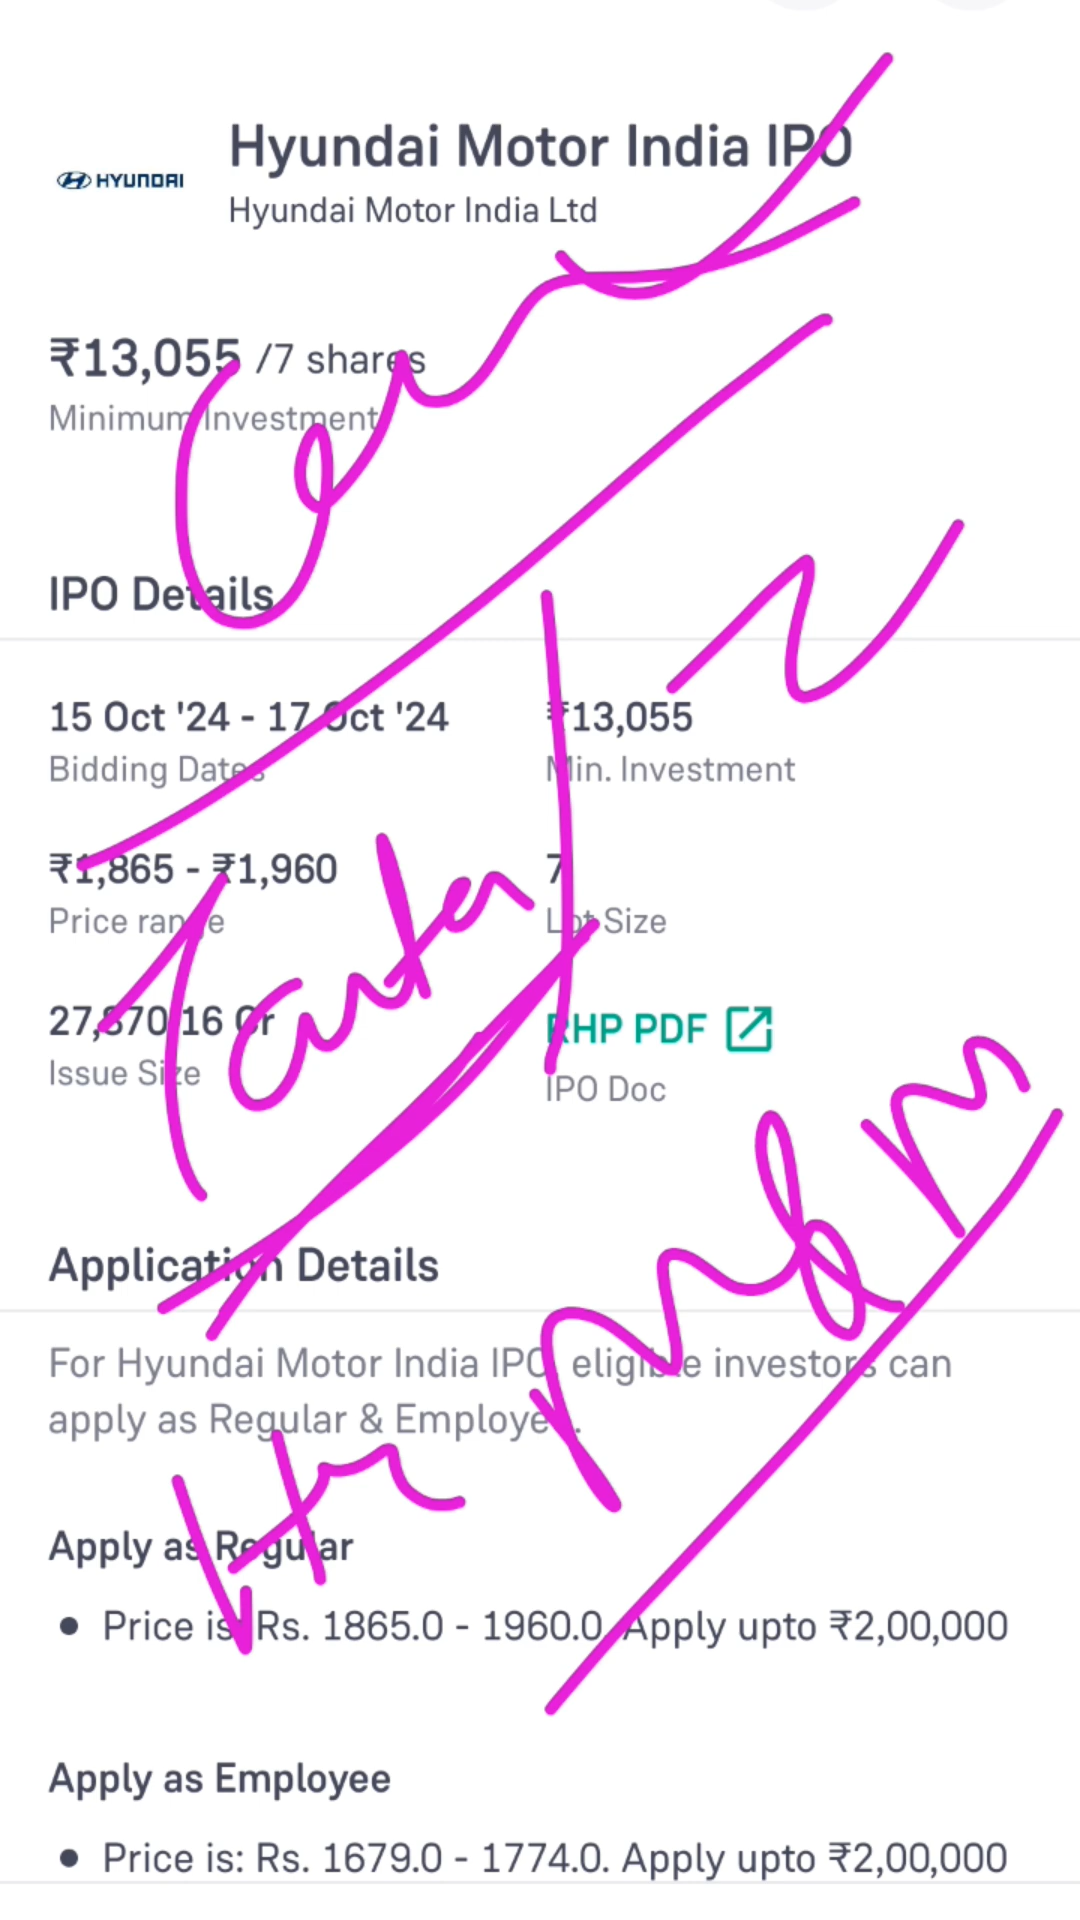 Hyundai Motor India IPO
HYUNDAI
Hyundai Motor India Ltd
₹13,055 /7 shares
Minimum Investment
IPO Details
15 Oct '24 - 17 Oct '24
Bidding Dates
₹13,055
Min. Investment
₹1,865 - ₹1,960
Price range
7
Lot Size
27,870.16 Cr
Issue Size
RHP PDF
IPO Doc
Application Details
For Hyundai Motor India IPO, eligible investors can
apply as Regular & Employee.
Apply as Regular
Price is: Rs. 1865.0 - 1960.0. Apply upto ₹2,00,000
Apply as Employee
Price is: Rs. 1679.0 - 1774.0. Apply upto ₹2,00,000